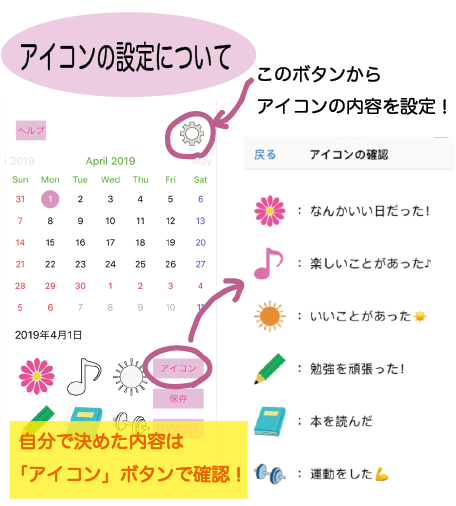 アイコンの設定について
このボタンから
アイコンの内容を設定！
ヘルプ
2019 April 2019 May
Sun Mon Tue Wed Thu Fri Sat
31 1 2 3 4 5 6
7 8 9 10 11 12 13
14 15 16 17 18 19 20
21 22 23 24 25 26 27
28 29 30 1 2 3 4
5 6 7 8 9 10 11
2019年4月1日
アイコン
保存
自分で決めた内容は
「アイコン」ボタンで確認！
戻る アイコンの確認
：なんかいい日だった！
：楽しいことがあった♪
：いいことがあった☀️
：勉強を頑張った！
：本を読んだ
：運動をした💪